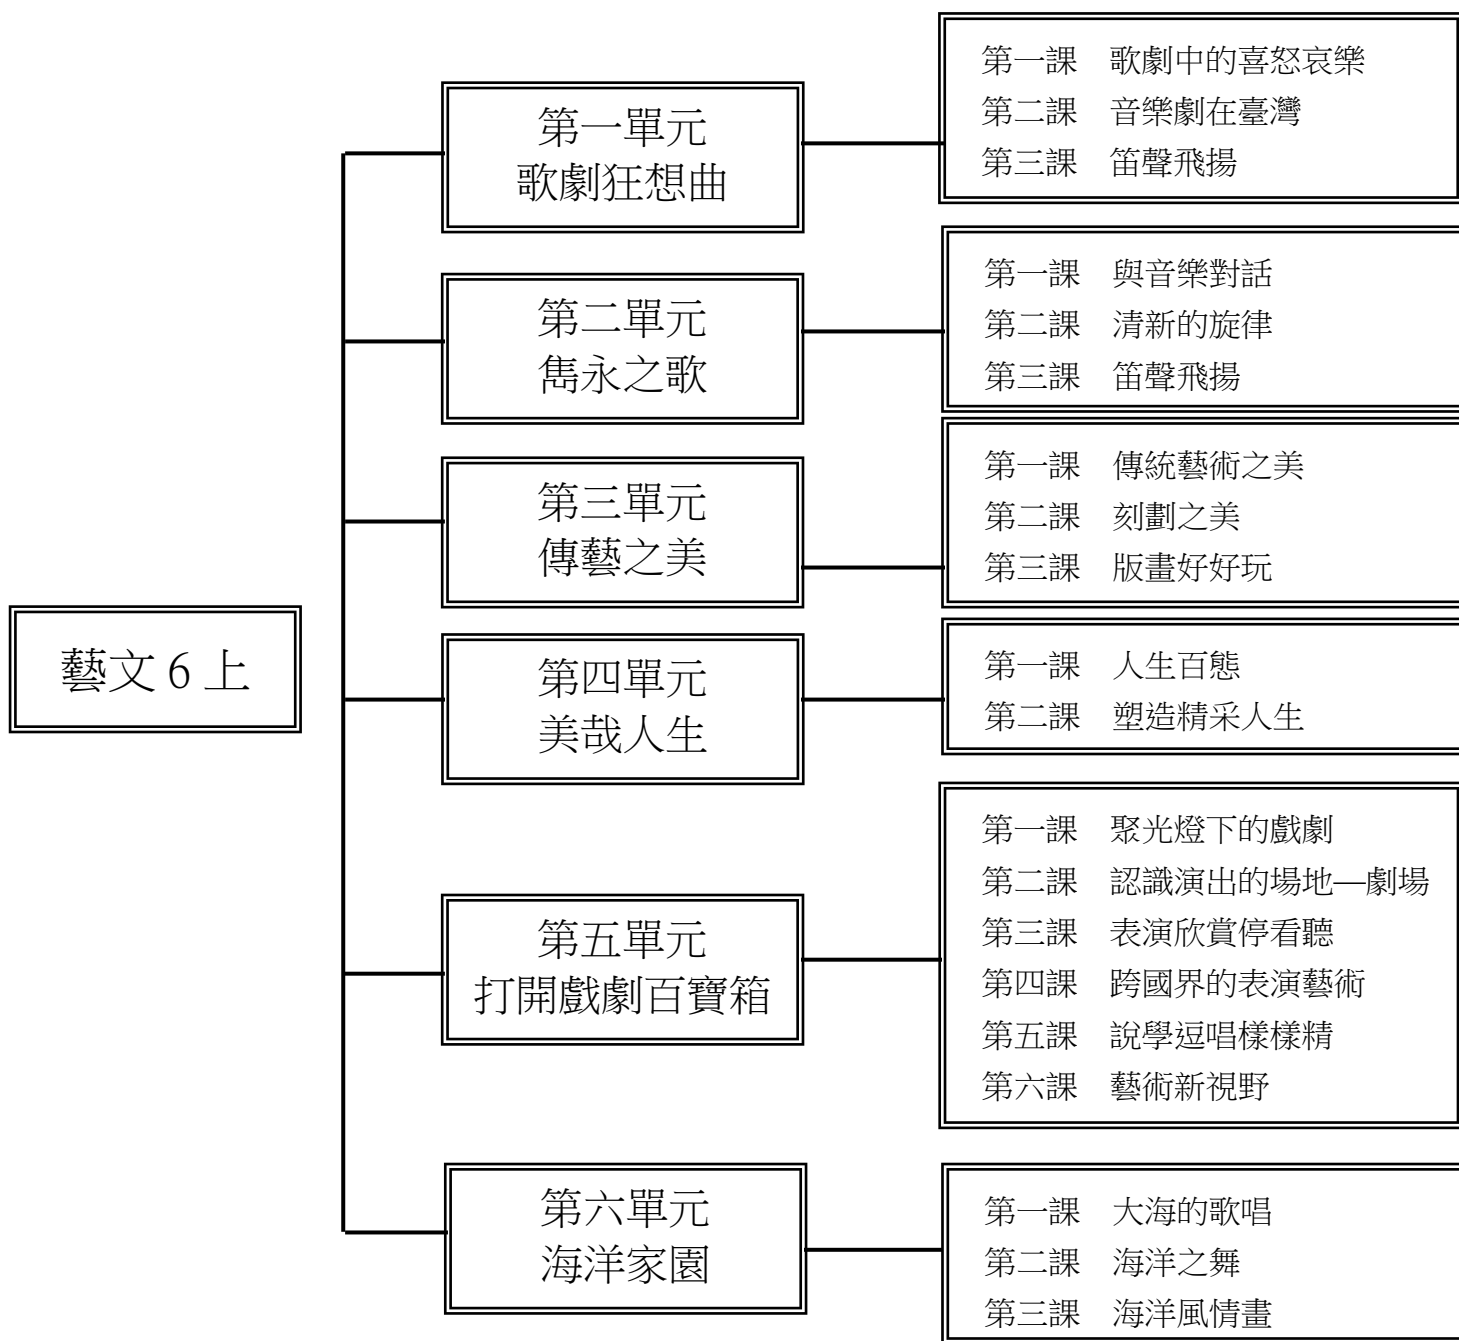 藝文 6 上
第一單元
歌劇狂想曲
第一課　歌劇中的喜怒哀樂
第二課　音樂劇在臺灣
第三課　笛聲飛揚
第二單元
雋永之歌
第一課　與音樂對話
第二課　清新的旋律
第三課　笛聲飛揚
第三單元
傳藝之美
第一課　傳統藝術之美
第二課　刻劃之美
第三課　版畫好好玩
第四單元
美哉人生
第一課　人生百態
第二課　塑造精采人生
第五單元
打開戲劇百寶箱
第一課　聚光燈下的戲劇
第二課　認識演出的場地—劇場
第三課　表演欣賞停看聽
第四課　跨國界的表演藝術
第五課　說學逗唱樣樣精
第六課　藝術新視野
第六單元
海洋家園
第一課　大海的歌唱
第二課　海洋之舞
第三課　海洋風情畫